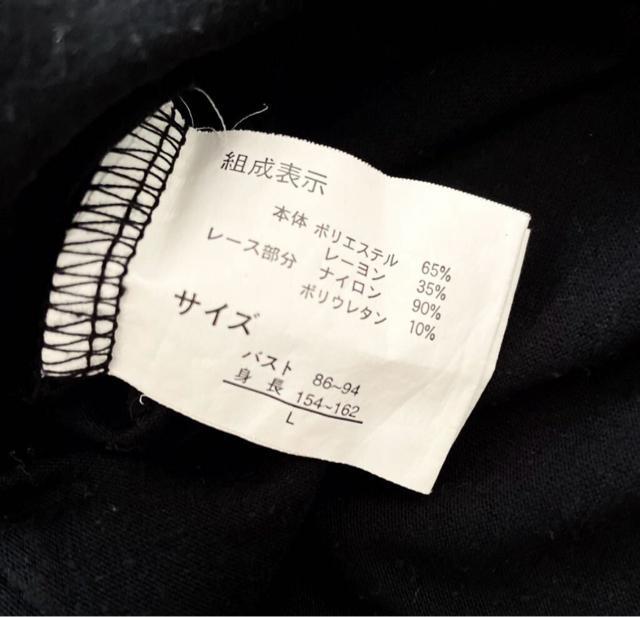 組成表示
本体 ポリエステル 65%
レーヨン 35%
レース部分 ナイロン 90%
ポリウレタン 10%
サイズ
バスト 86~94
身長 154~162
L